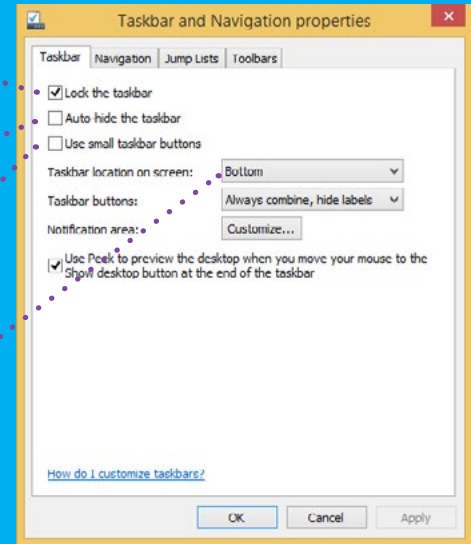 Taskbar and Navigation properties
Taskbar Navigation Jump Lists Toolbars
Lock the taskbar
Auto-hide the taskbar
Use small taskbar buttons
Taskbar location on screen: Bottom
Taskbar buttons: Always combine, hide labels
Notification area: Customize...
Use Peek to preview the desktop when you move your mouse to the
Show desktop button at the end of the taskbar
How do I customize taskbars?
OK Cancel Apply